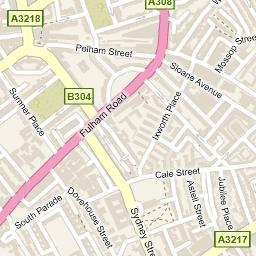 A3218
A308
Pelham Street
Mossop Street
Sloane Avenue
B304
Fulham Road
Sumner Place
Ixworth Place
Cale Street
South Parade
Dovehouse Street
Sydney Stre
Astell Street
Jubilee Place
A3217